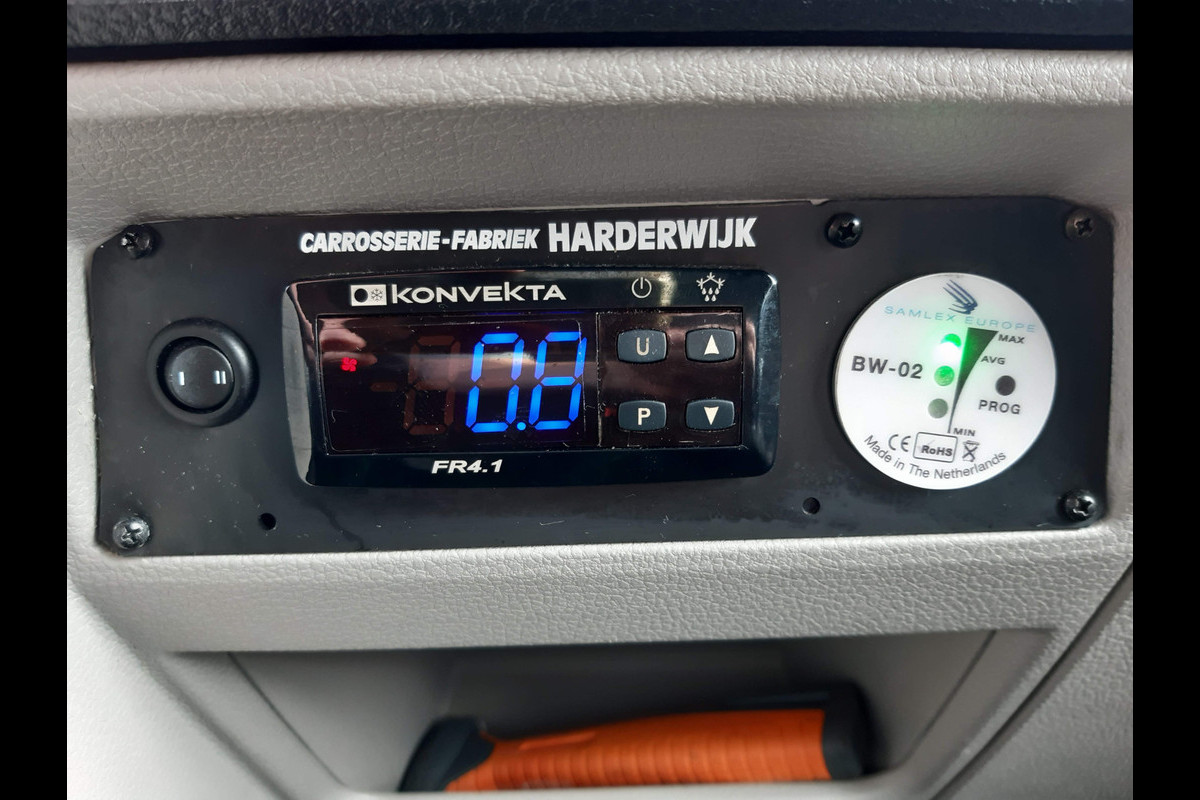 CARROSSERIE-FABRIEK HARDERWIJK
KONVEKTA
0.8
U
P
FR4.1
I II
SAMLEX EUROPE
MAX
AVG
BW-02
PROG
MIN
CE RoHS
Made in The Netherlands